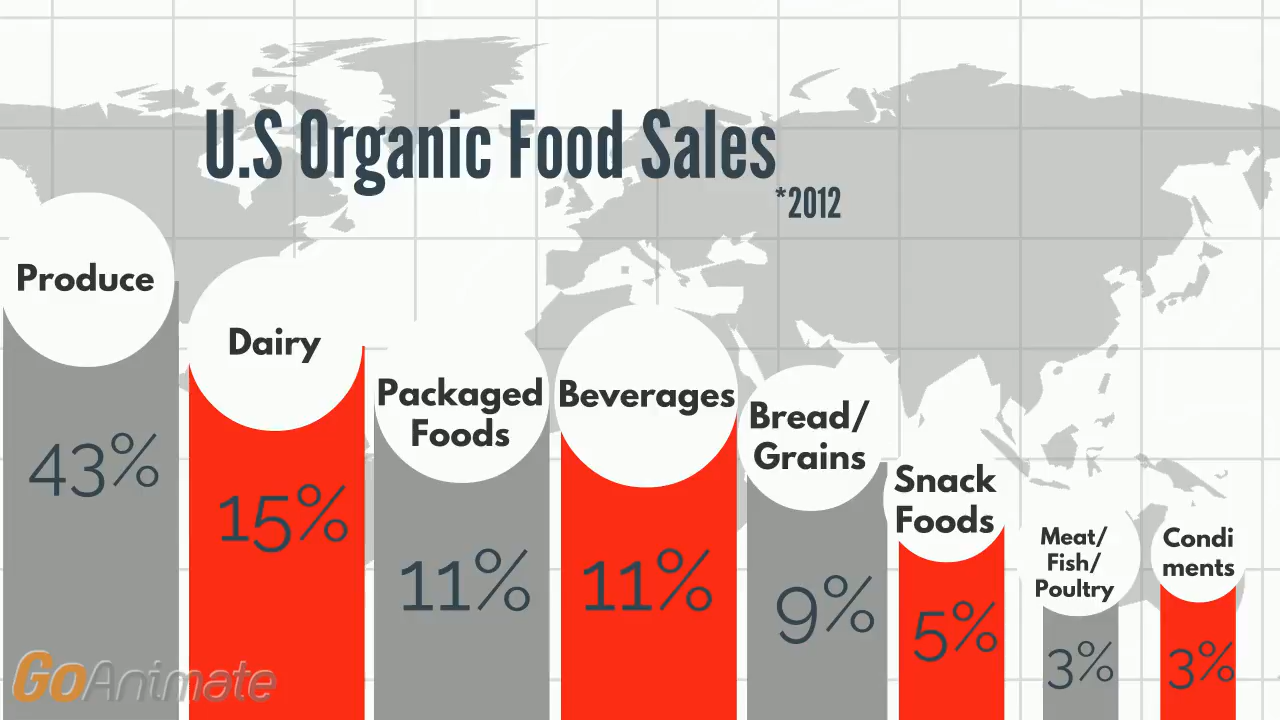 U.S Organic Food Sales
*2012
Produce
43%
Dairy
15%
Packaged
Foods
11%
Beverages
11%
Bread/
Grains
9%
Snack
Foods
5%
Meat/
Fish/
Poultry
3%
Condi
ments
3%
GoAnimate